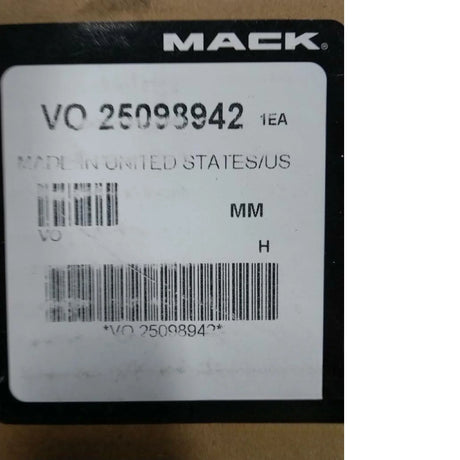 MACK®
VO 25098942 1EA
MADE IN UNITED STATES/US
MM
VO
H
*VO 25098942*